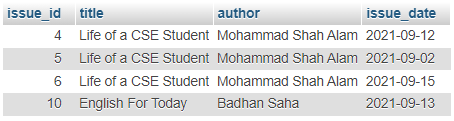 issue_id title author issue_date
4 Life of a CSE Student Mohammad Shah Alam 2021-09-12
5 Life of a CSE Student Mohammad Shah Alam 2021-09-02
6 Life of a CSE Student Mohammad Shah Alam 2021-09-15
10 English For Today Badhan Saha 2021-09-13